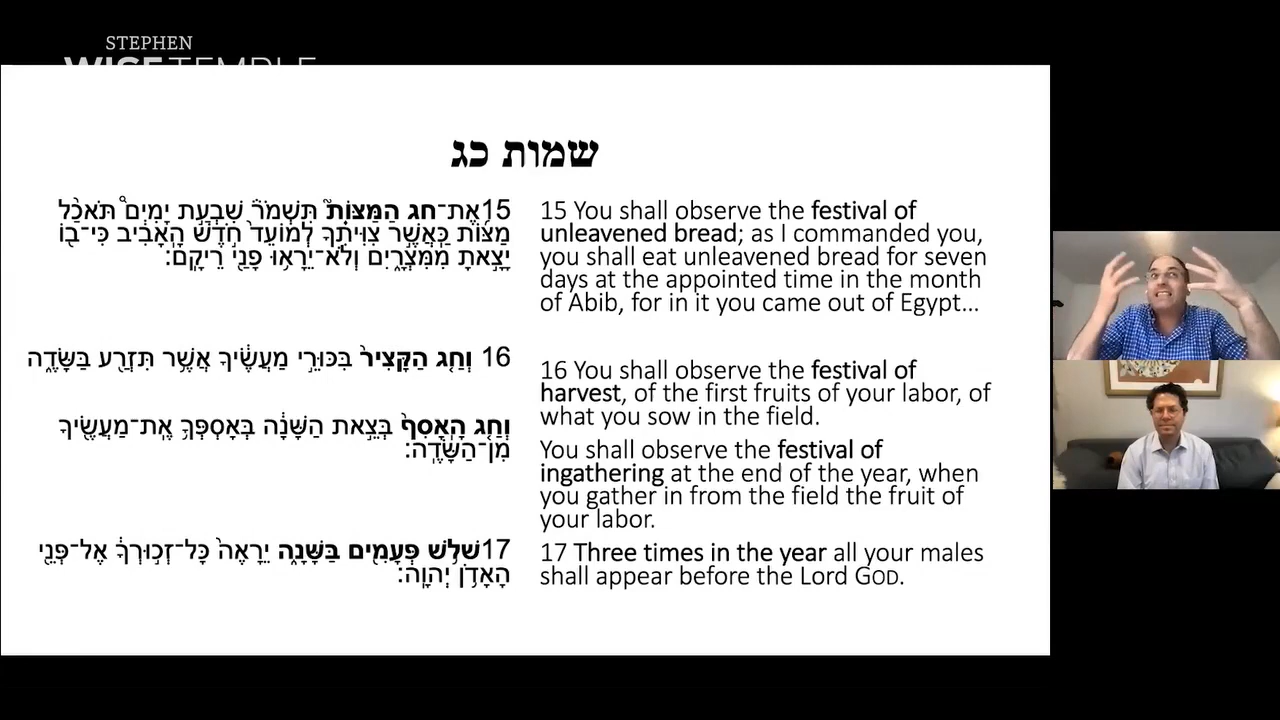 STEPHEN
WISE TEMPLE
שמות כג
15אֶת־חַג הַמַּצּוֹת֮ תִּשְׁמֹר֒ שִׁבְעַ֣ת יָמִים֩ תֹּאכַ֨ל
מַצּ֜וֹת כַּֽאֲשֶׁ֣ר צִוִּיתִ֗ךָ לְמוֹעֵד֙ חֹ֣דֶשׁ הָֽאָבִ֔יב כִּי־ב֖וֹ
יָצָ֣אתָ מִמִּצְרָ֑יִם וְלֹא־יֵרָא֥וּ פָנַ֖י רֵיקָֽם׃
16 וְחַ֤ג הַקָּצִיר֙ בִּכּוּרֵ֣י מַעֲשֶׂ֔יךָ אֲשֶׁ֥ר תִּזְרַ֖ע בַּשָּׂדֶ֑ה
וְחַ֤ג הָֽאָסִף֙ בְּצֵ֣את הַשָּׁנָ֔ה בְּאָסְפְּךָ֥ אֶֽת־מַעֲשֶׂ֖יךָ
מִן־הַשָּׂדֶֽה׃
17שָׁלֹ֥שׁ פְּעָמִ֖ים בַּשָּׁנָ֑ה יֵרָאֶה֙ כָּל־זְכ֣וּרְךָ֔ אֶל־פְּנֵ֖י
הָאָדֹ֥ן ׀ יְהוָֽה׃
15 You shall observe the festival of
unleavened bread; as I commanded you,
you shall eat unleavened bread for seven
days at the appointed time in the month
of Abib, for in it you came out of Egypt...
16 You shall observe the festival of
harvest, of the first fruits of your labor, of
what you sow in the field.
You shall observe the festival of
ingathering at the end of the year, when
you gather in from the field the fruit of
your labor.
17 Three times in the year all your males
shall appear before the Lord GOD.